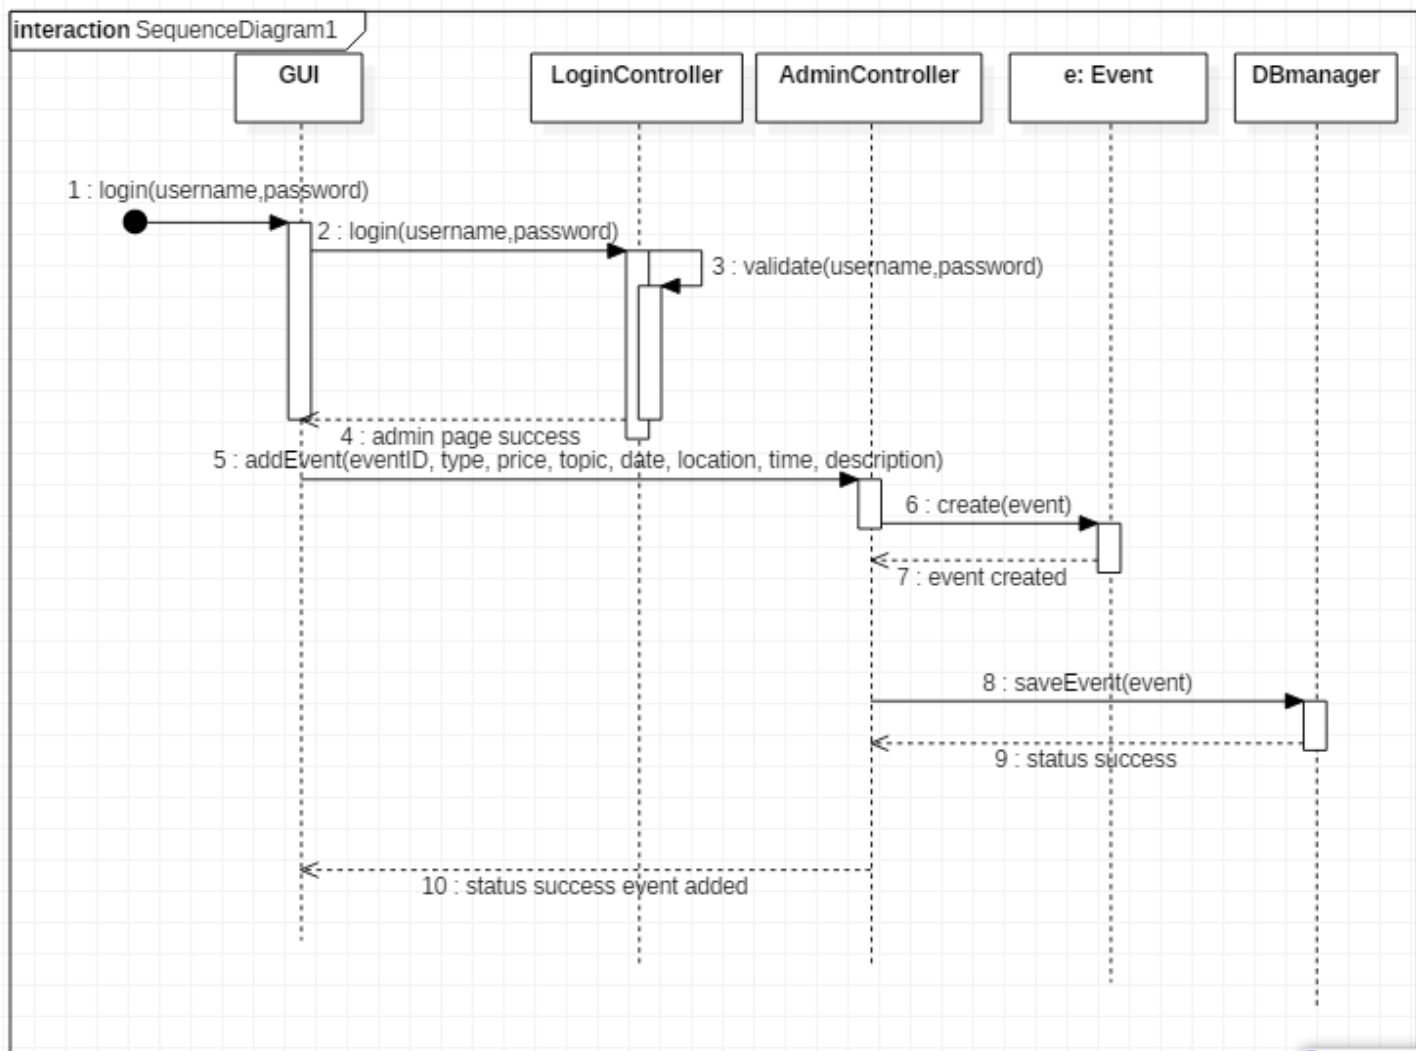 interaction SequenceDiagram1
GUI
LoginController
AdminController
e: Event
DBmanager
1 : login(username,password)
2 : login(username,password)
3 : validate(username,password)
4 : admin page success
5 : addEvent(eventID, type, price, topic, date, location, time, description)
6 : create(event)
7 : event created
8 : saveEvent(event)
9 : status success
10 : status success event added